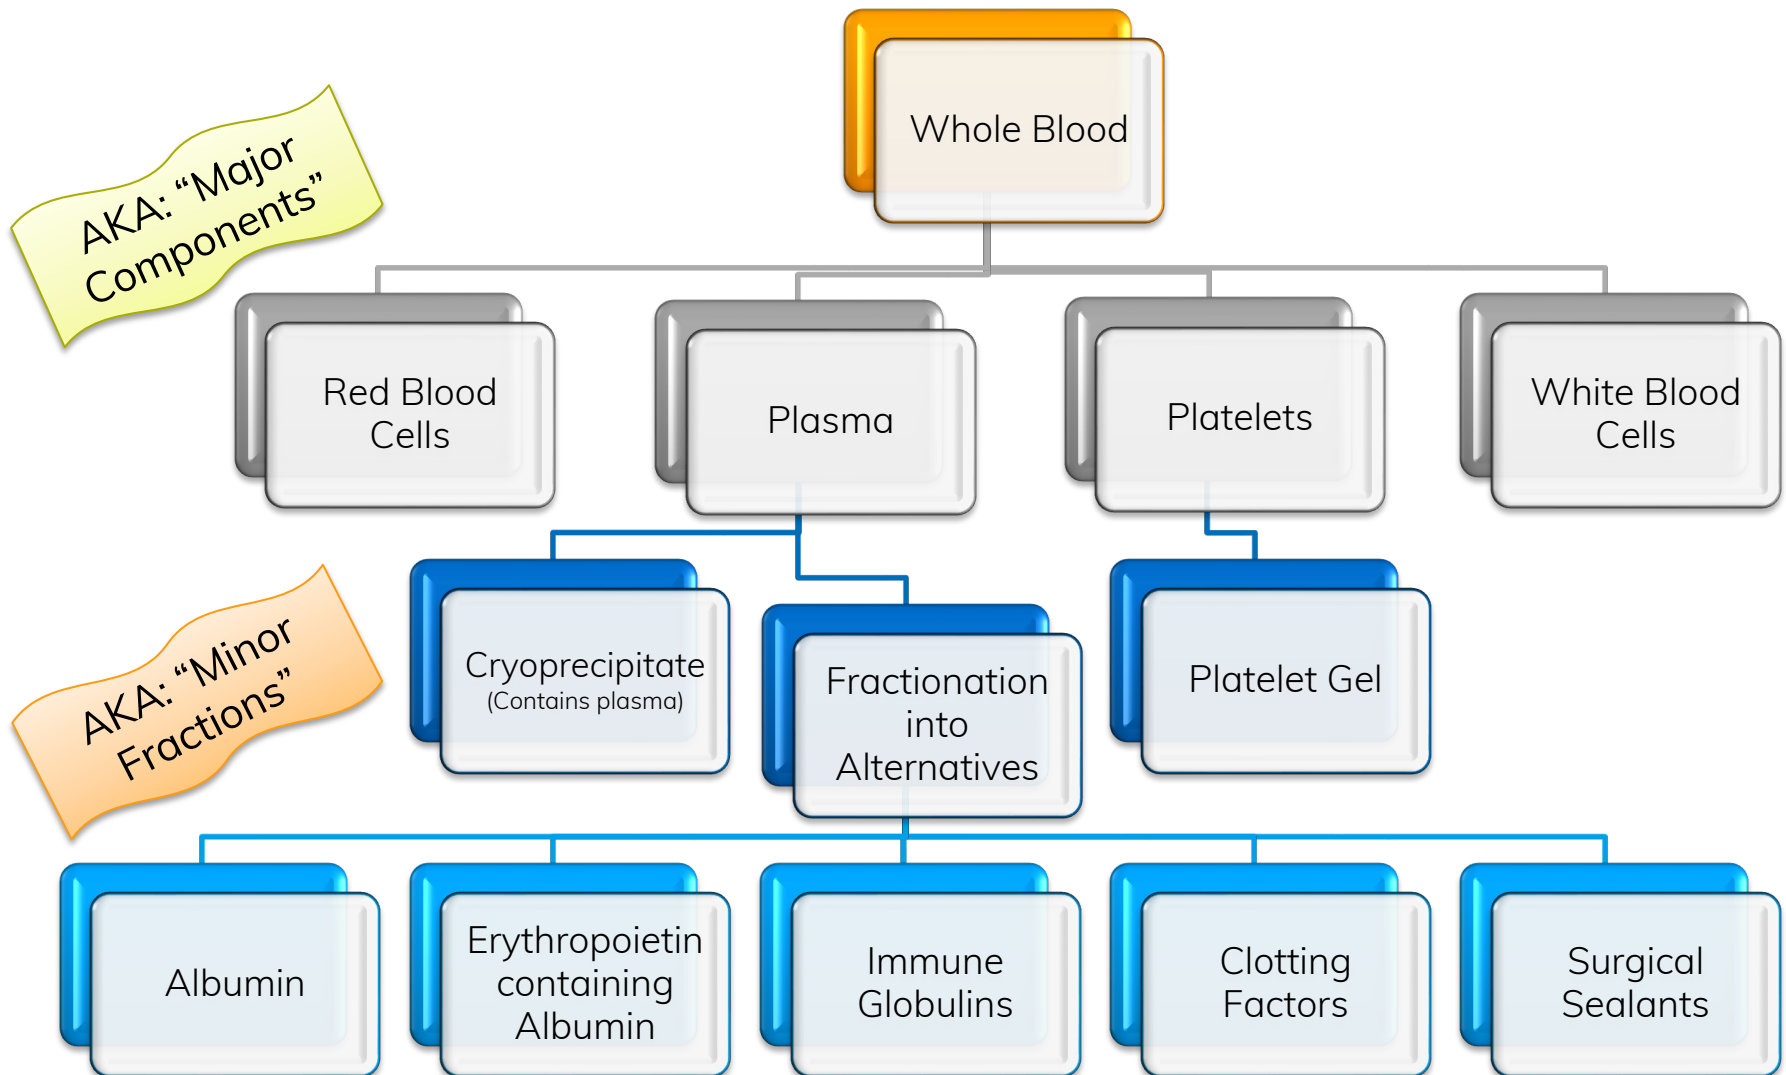 Whole Blood
AKA: “Major
Components”
Red Blood
Cells
Plasma
Platelets
White Blood
Cells
AKA: “Minor
Fractions”
Cryoprecipitate
(Contains plasma)
Fractionation
into
Alternatives
Platelet Gel
Albumin
Erythropoietin
containing
Albumin
Immune
Globulins
Clotting
Factors
Surgical
Sealants